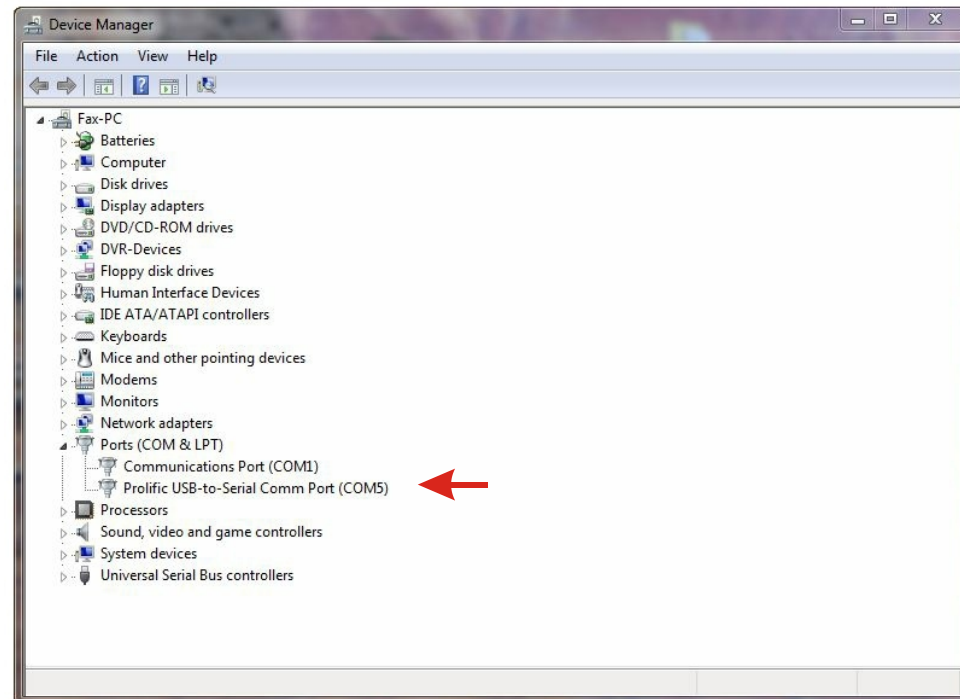 Device Manager
File Action View Help
Fax-PC
Batteries
Computer
Disk drives
Display adapters
DVD/CD-ROM drives
DVR-Devices
Floppy disk drives
Human Interface Devices
IDE ATA/ATAPI controllers
Keyboards
Mice and other pointing devices
Modems
Monitors
Network adapters
Ports (COM & LPT)
Communications Port (COM1)
Prolific USB-to-Serial Comm Port (COM5)
Processors
Sound, video and game controllers
System devices
Universal Serial Bus controllers